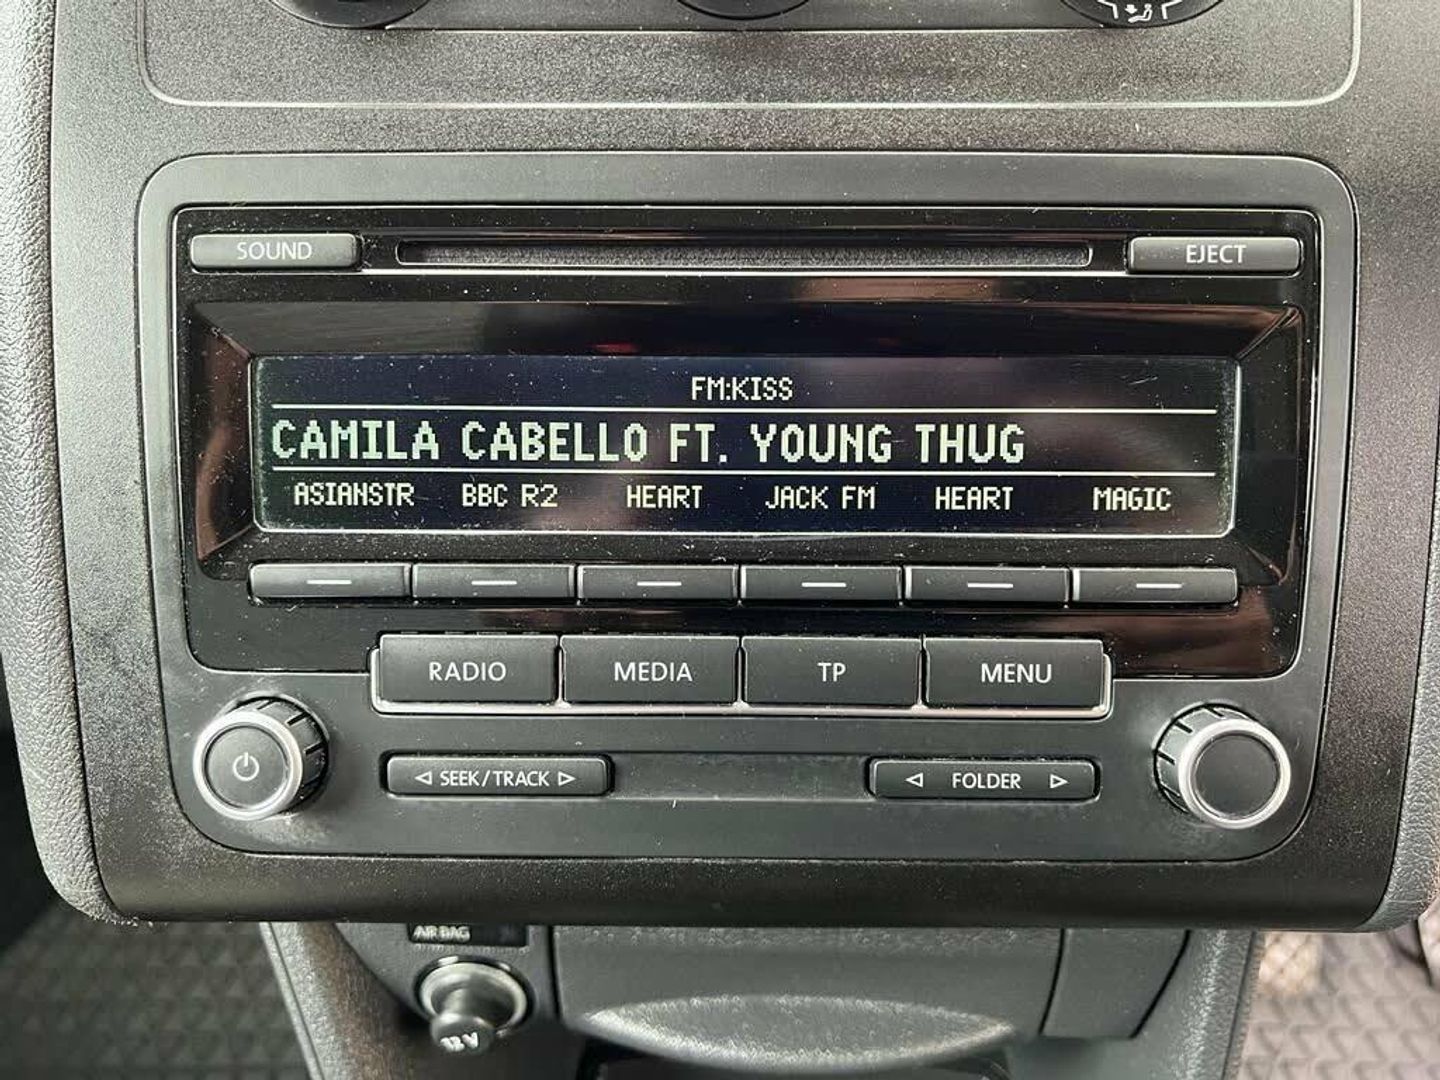 SOUND
EJECT
FM:KISS
CAMILA CABELLO FT. YOUNG THUG
ASIANSTR BBC R2 HEART JACK FM HEART MAGIC
RADIO MEDIA TP MENU
SEEK/TRACK FOLDER
AIR BAG
12V